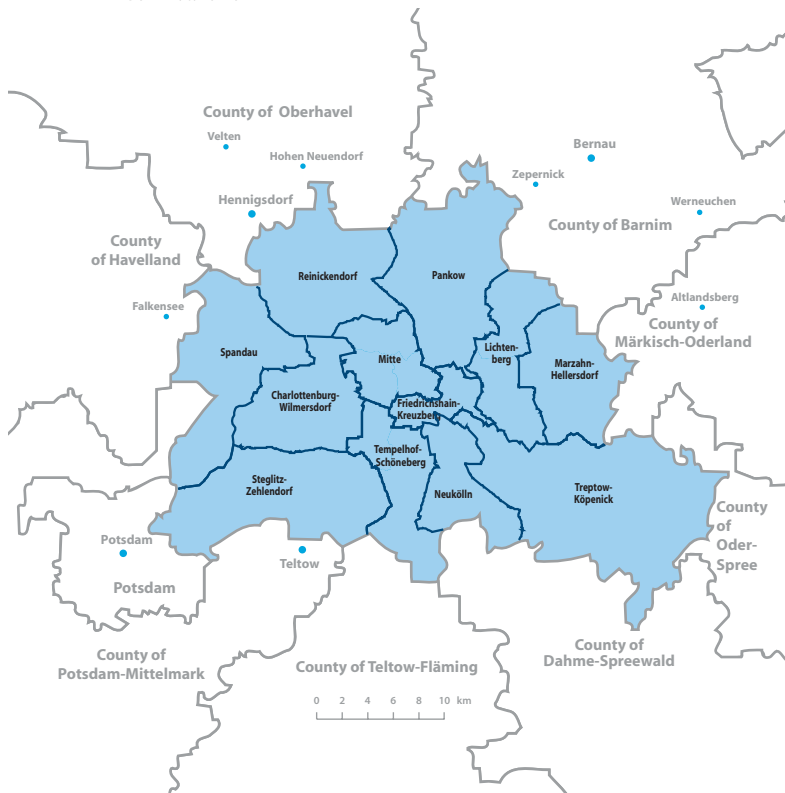 County of Oberhavel
Velten
Hohen Neuendorf
Bernau
Zepernick
Hennigsdorf
Werneuchen
County of Barnim
County
of Havelland
Reinickendorf
Pankow
Falkensee
Altlandsberg
County of
Märkisch-Oderland
Spandau
Mitte
Lichten-
berg
Marzahn-
Hellersdorf
Charlottenburg-
Wilmersdorf
Friedrichshain-
Kreuzberg
Tempelhof-
Schöneberg
Steglitz-
Zehlendorf
Neukölln
Treptow-
Köpenick
County
of
Oder-
Spree
Potsdam
Teltow
Potsdam
County of
Potsdam-Mittelmark
County of Teltow-Fläming
County of
Dahme-Spreewald
0 2 4 6 8 10 km